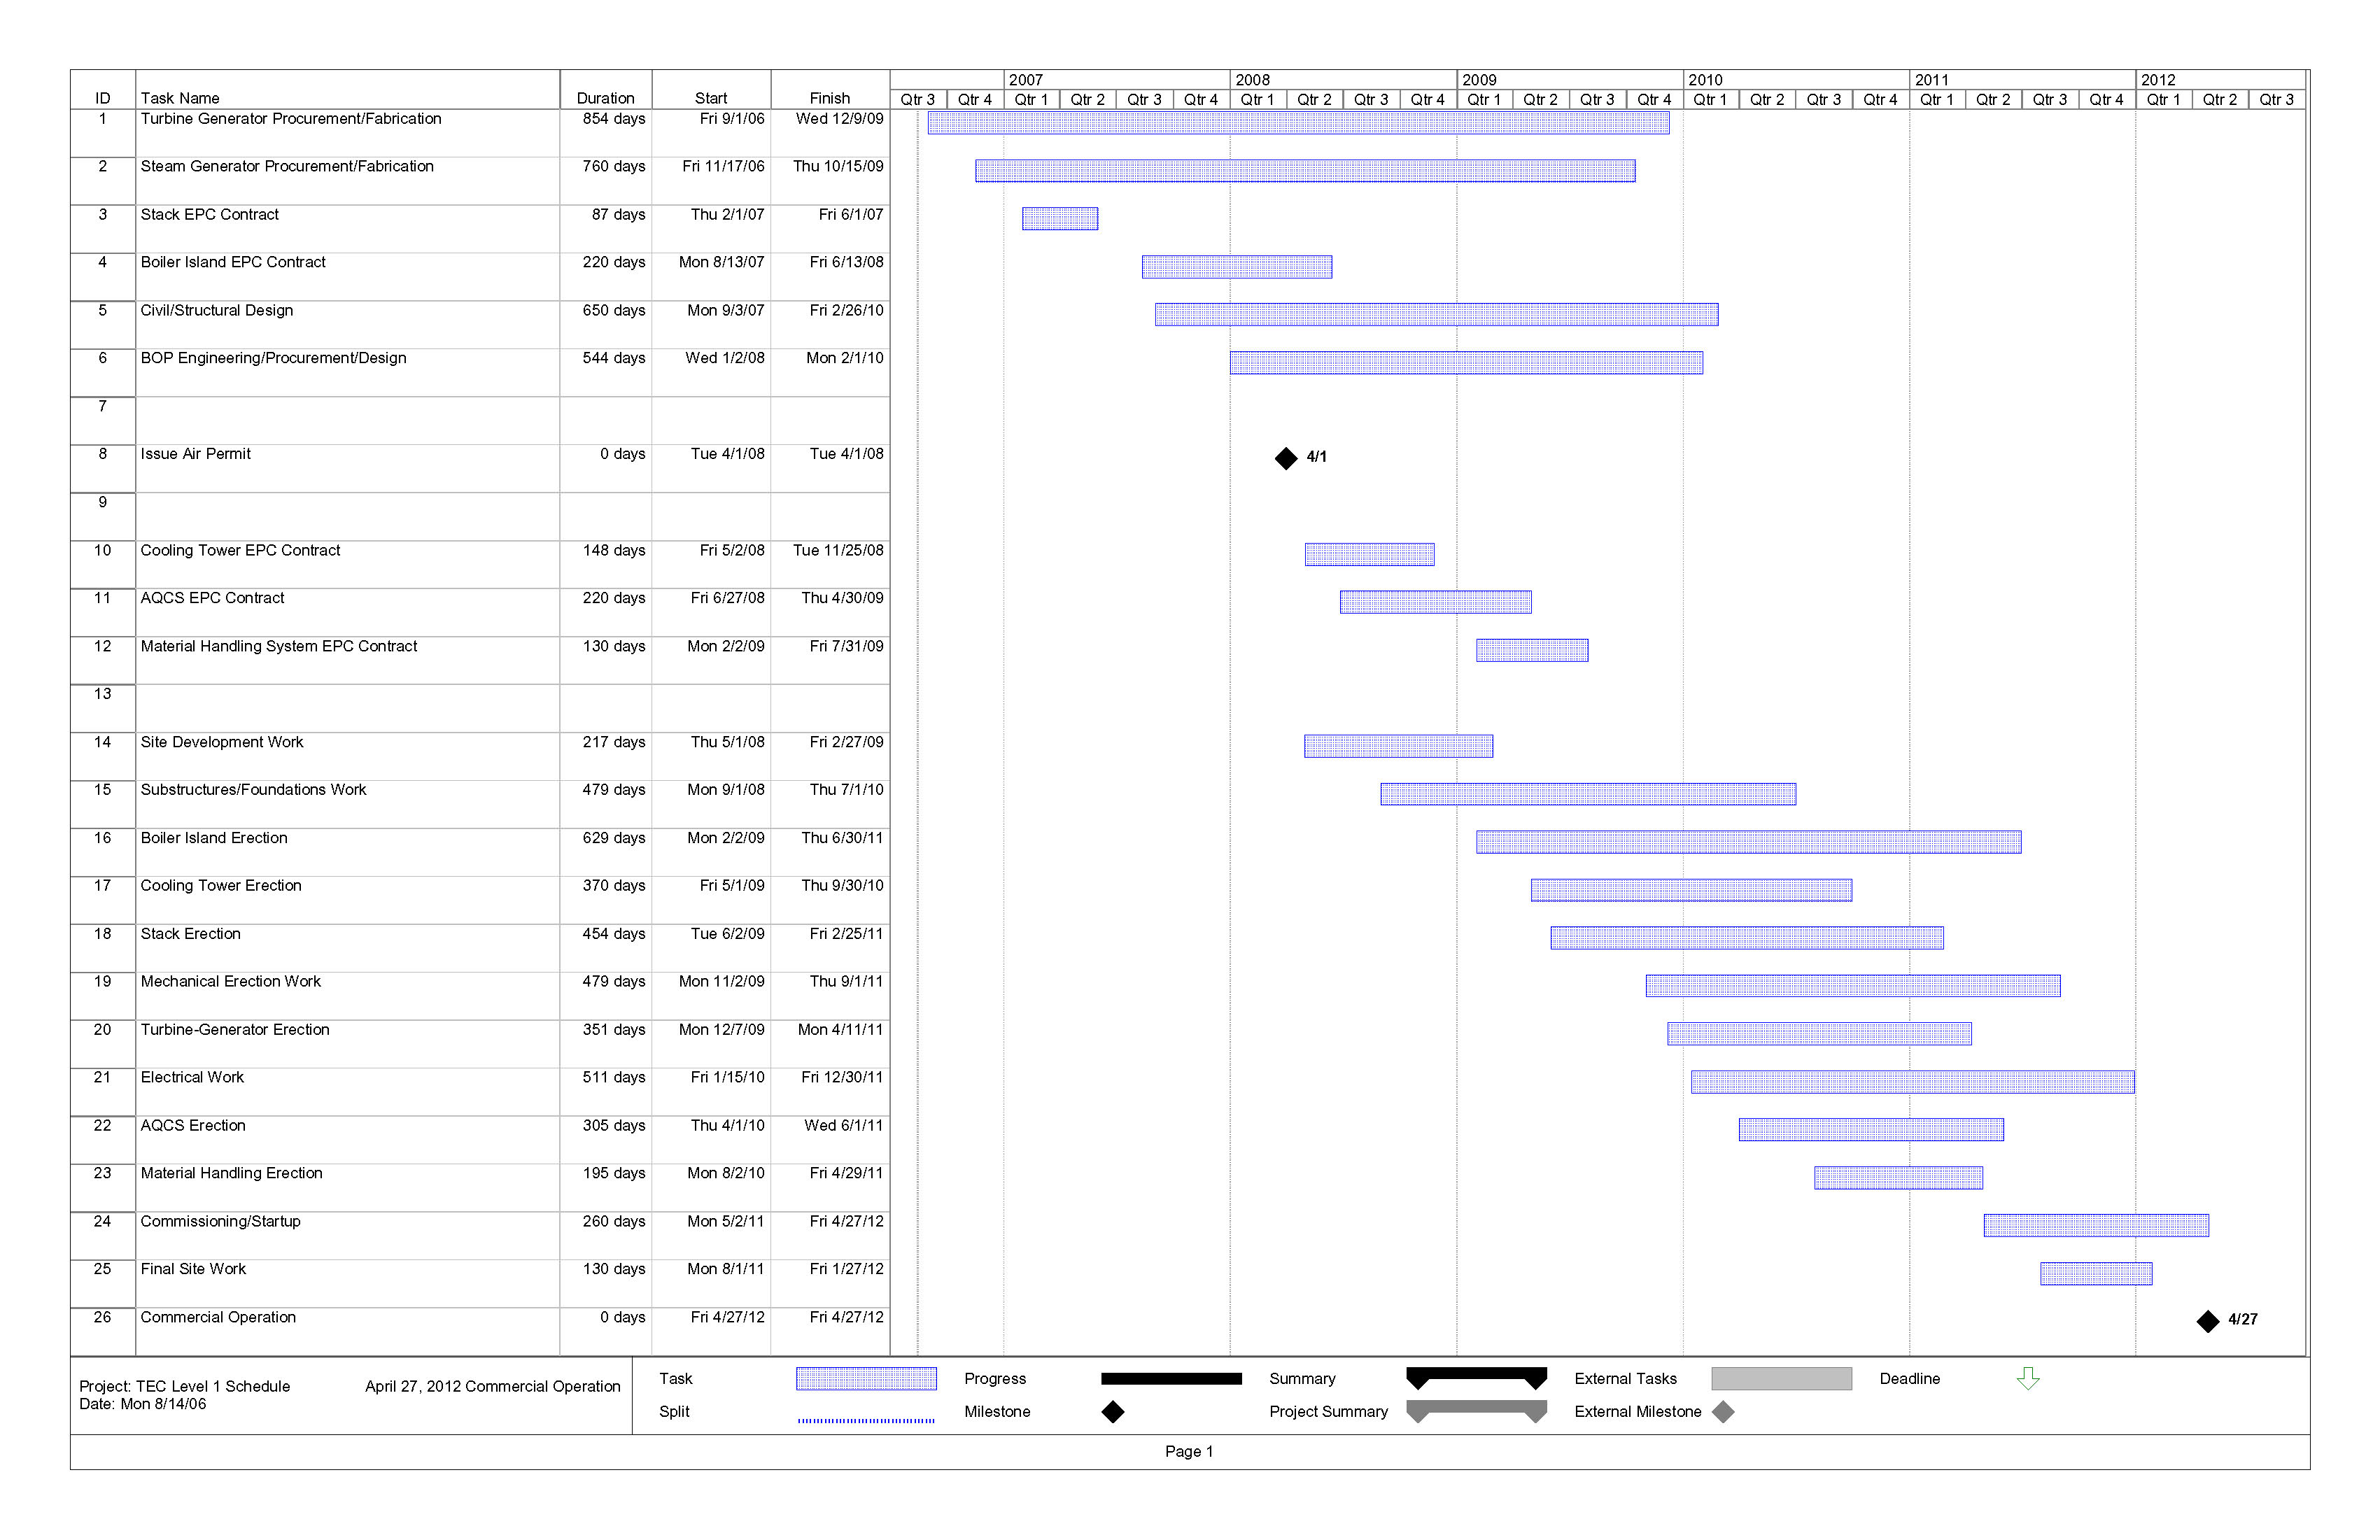 2007 2008 2009 2010 2011 2012
ID Task Name Duration Start Finish Qtr 3 Qtr 4 Qtr 1 Qtr 2 Qtr 3 Qtr 4 Qtr 1 Qtr 2 Qtr 3 Qtr 4 Qtr 1 Qtr 2 Qtr 3 Qtr 4 Qtr 1 Qtr 2 Qtr 3 Qtr 4 Qtr 1 Qtr 2 Qtr 3 Qtr 4 Qtr 1 Qtr 2 Qtr 3
1 Turbine Generator Procurement/Fabrication 854 days Fri 9/1/06 Wed 12/9/09
2 Steam Generator Procurement/Fabrication 760 days Fri 11/17/06 Thu 10/15/09
3 Stack EPC Contract 87 days Thu 2/1/07 Fri 6/1/07
4 Boiler Island EPC Contract 220 days Mon 8/13/07 Fri 6/13/08
5 Civil/Structural Design 650 days Mon 9/3/07 Fri 2/26/10
6 BOP Engineering/Procurement/Design 544 days Wed 1/2/08 Mon 2/1/10
7
8 Issue Air Permit 0 days Tue 4/1/08 Tue 4/1/08 4/1
9
10 Cooling Tower EPC Contract 148 days Fri 5/2/08 Tue 11/25/08
11 AQCS EPC Contract 220 days Fri 6/27/08 Thu 4/30/09
12 Material Handling System EPC Contract 130 days Mon 2/2/09 Fri 7/31/09
13
14 Site Development Work 217 days Thu 5/1/08 Fri 2/27/09
15 Substructures/Foundations Work 479 days Mon 9/1/08 Thu 7/1/10
16 Boiler Island Erection 629 days Mon 2/2/09 Thu 6/30/11
17 Cooling Tower Erection 370 days Fri 5/1/09 Thu 9/30/10
18 Stack Erection 454 days Tue 6/2/09 Fri 2/25/11
19 Mechanical Erection Work 479 days Mon 11/2/09 Thu 9/1/11
20 Turbine-Generator Erection 351 days Mon 12/7/09 Mon 4/11/11
21 Electrical Work 511 days Fri 1/15/10 Fri 12/30/11
22 AQCS Erection 305 days Thu 4/1/10 Wed 6/1/11
23 Material Handling Erection 195 days Mon 8/2/10 Fri 4/29/11
24 Commissioning/Startup 260 days Mon 5/2/11 Fri 4/27/12
25 Final Site Work 130 days Mon 8/1/11 Fri 1/27/12
26 Commercial Operation 0 days Fri 4/27/12 Fri 4/27/12 4/27
Project: TEC Level 1 Schedule April 27, 2012 Commercial Operation
Date: Mon 8/14/06
Task Progress Summary External Tasks Deadline
Split Milestone Project Summary External Milestone
Page 1